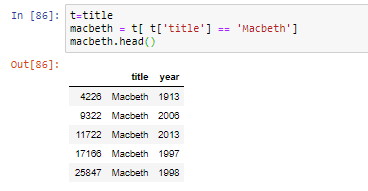 In [86]: t=title
macbeth = t[ t['title'] == 'Macbeth']
macbeth.head()
Out[86]:
title year
4226 Macbeth 1913
9322 Macbeth 2006
11722 Macbeth 2013
17166 Macbeth 1997
25847 Macbeth 1998